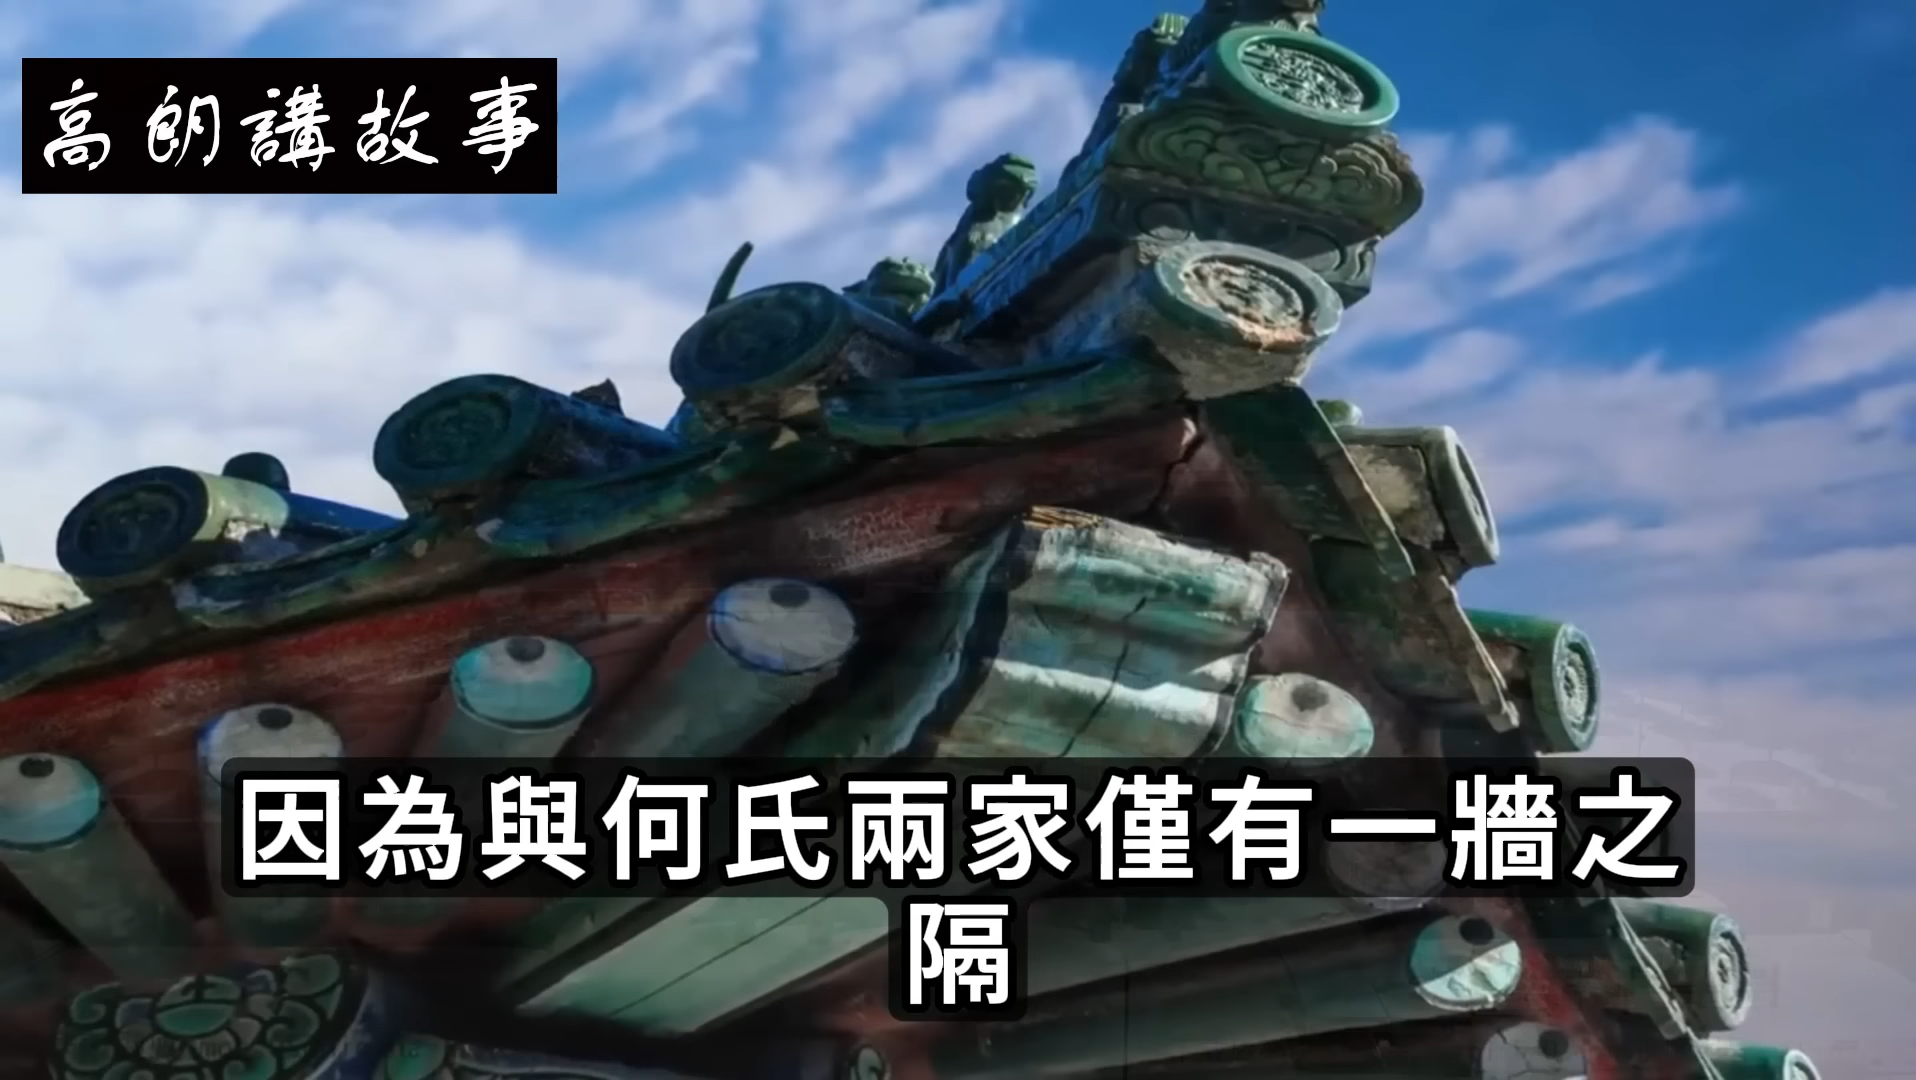 高朗講故事
因為與何氏兩家僅有一牆之
隔